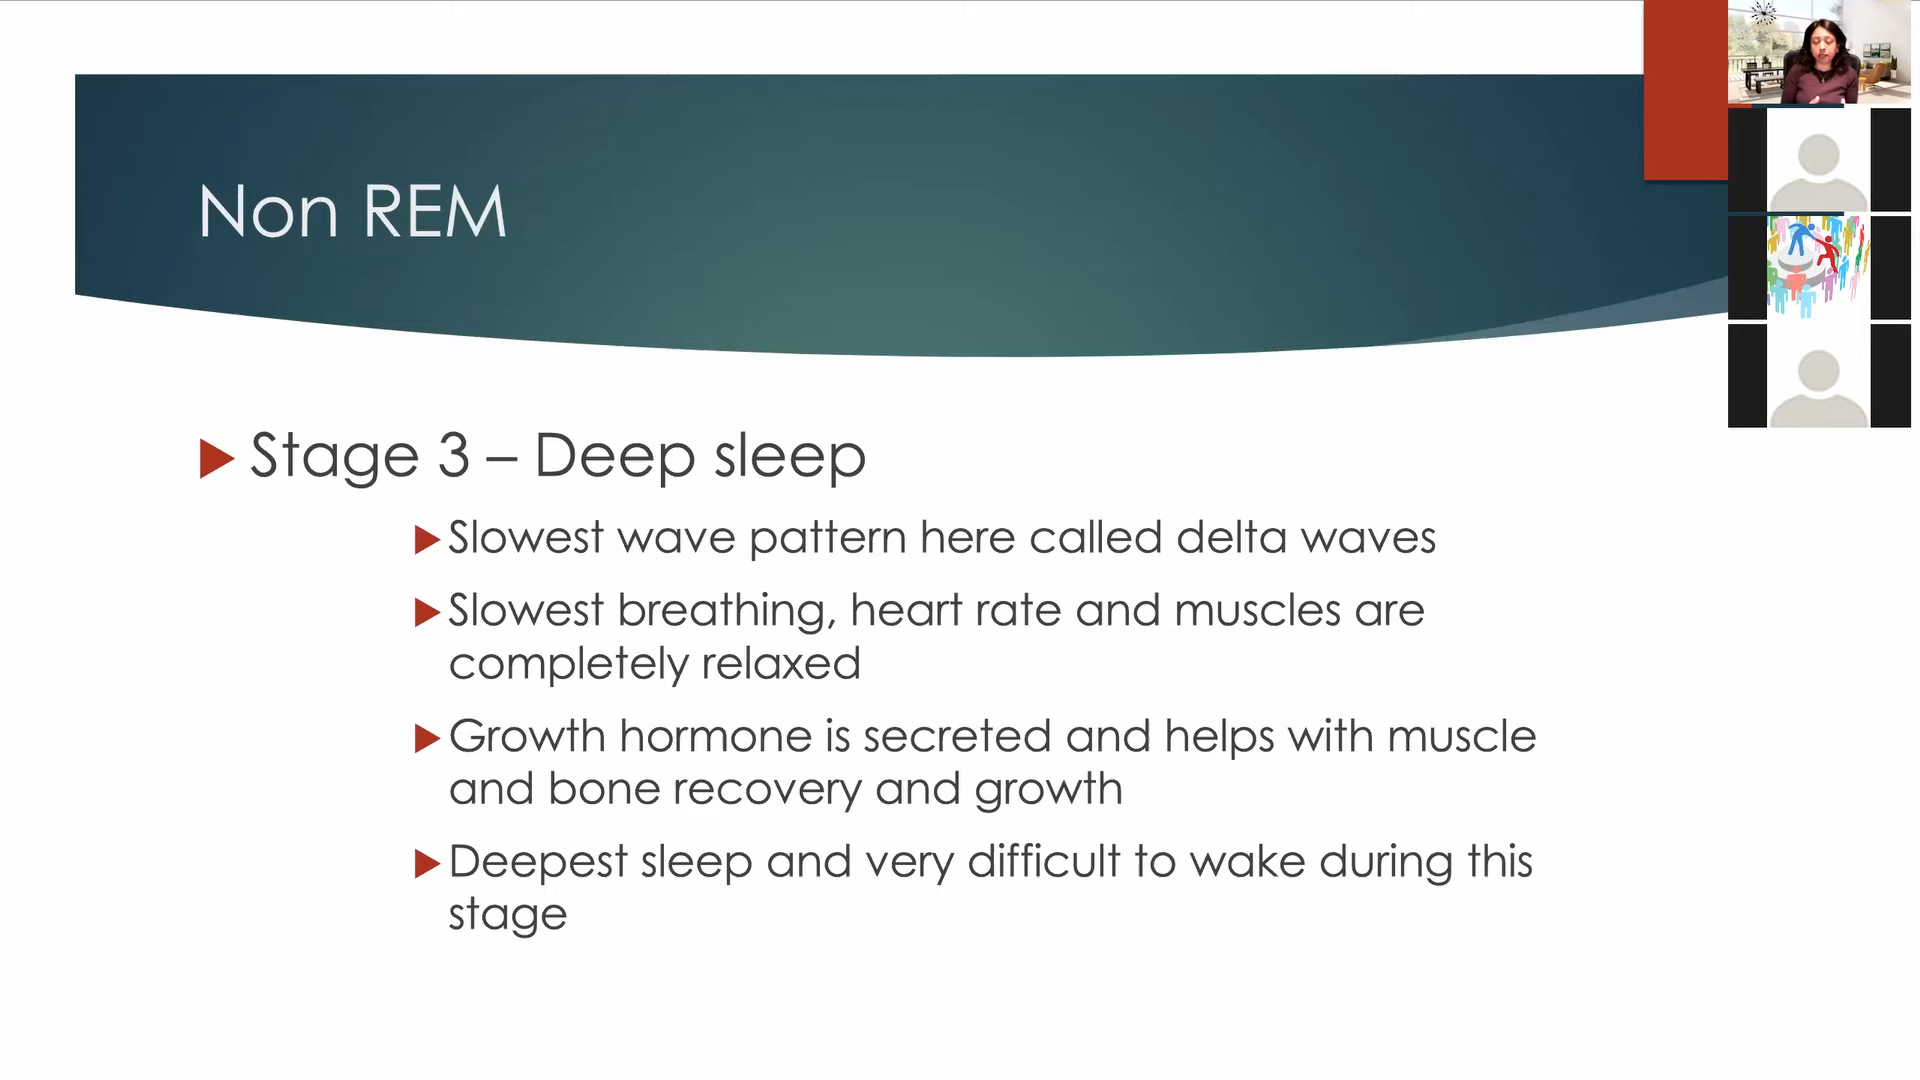 Non REM
Stage 3 – Deep sleep
Slowest wave pattern here called delta waves
Slowest breathing, heart rate and muscles are
completely relaxed
Growth hormone is secreted and helps with muscle
and bone recovery and growth
Deepest sleep and very difficult to wake during this
stage